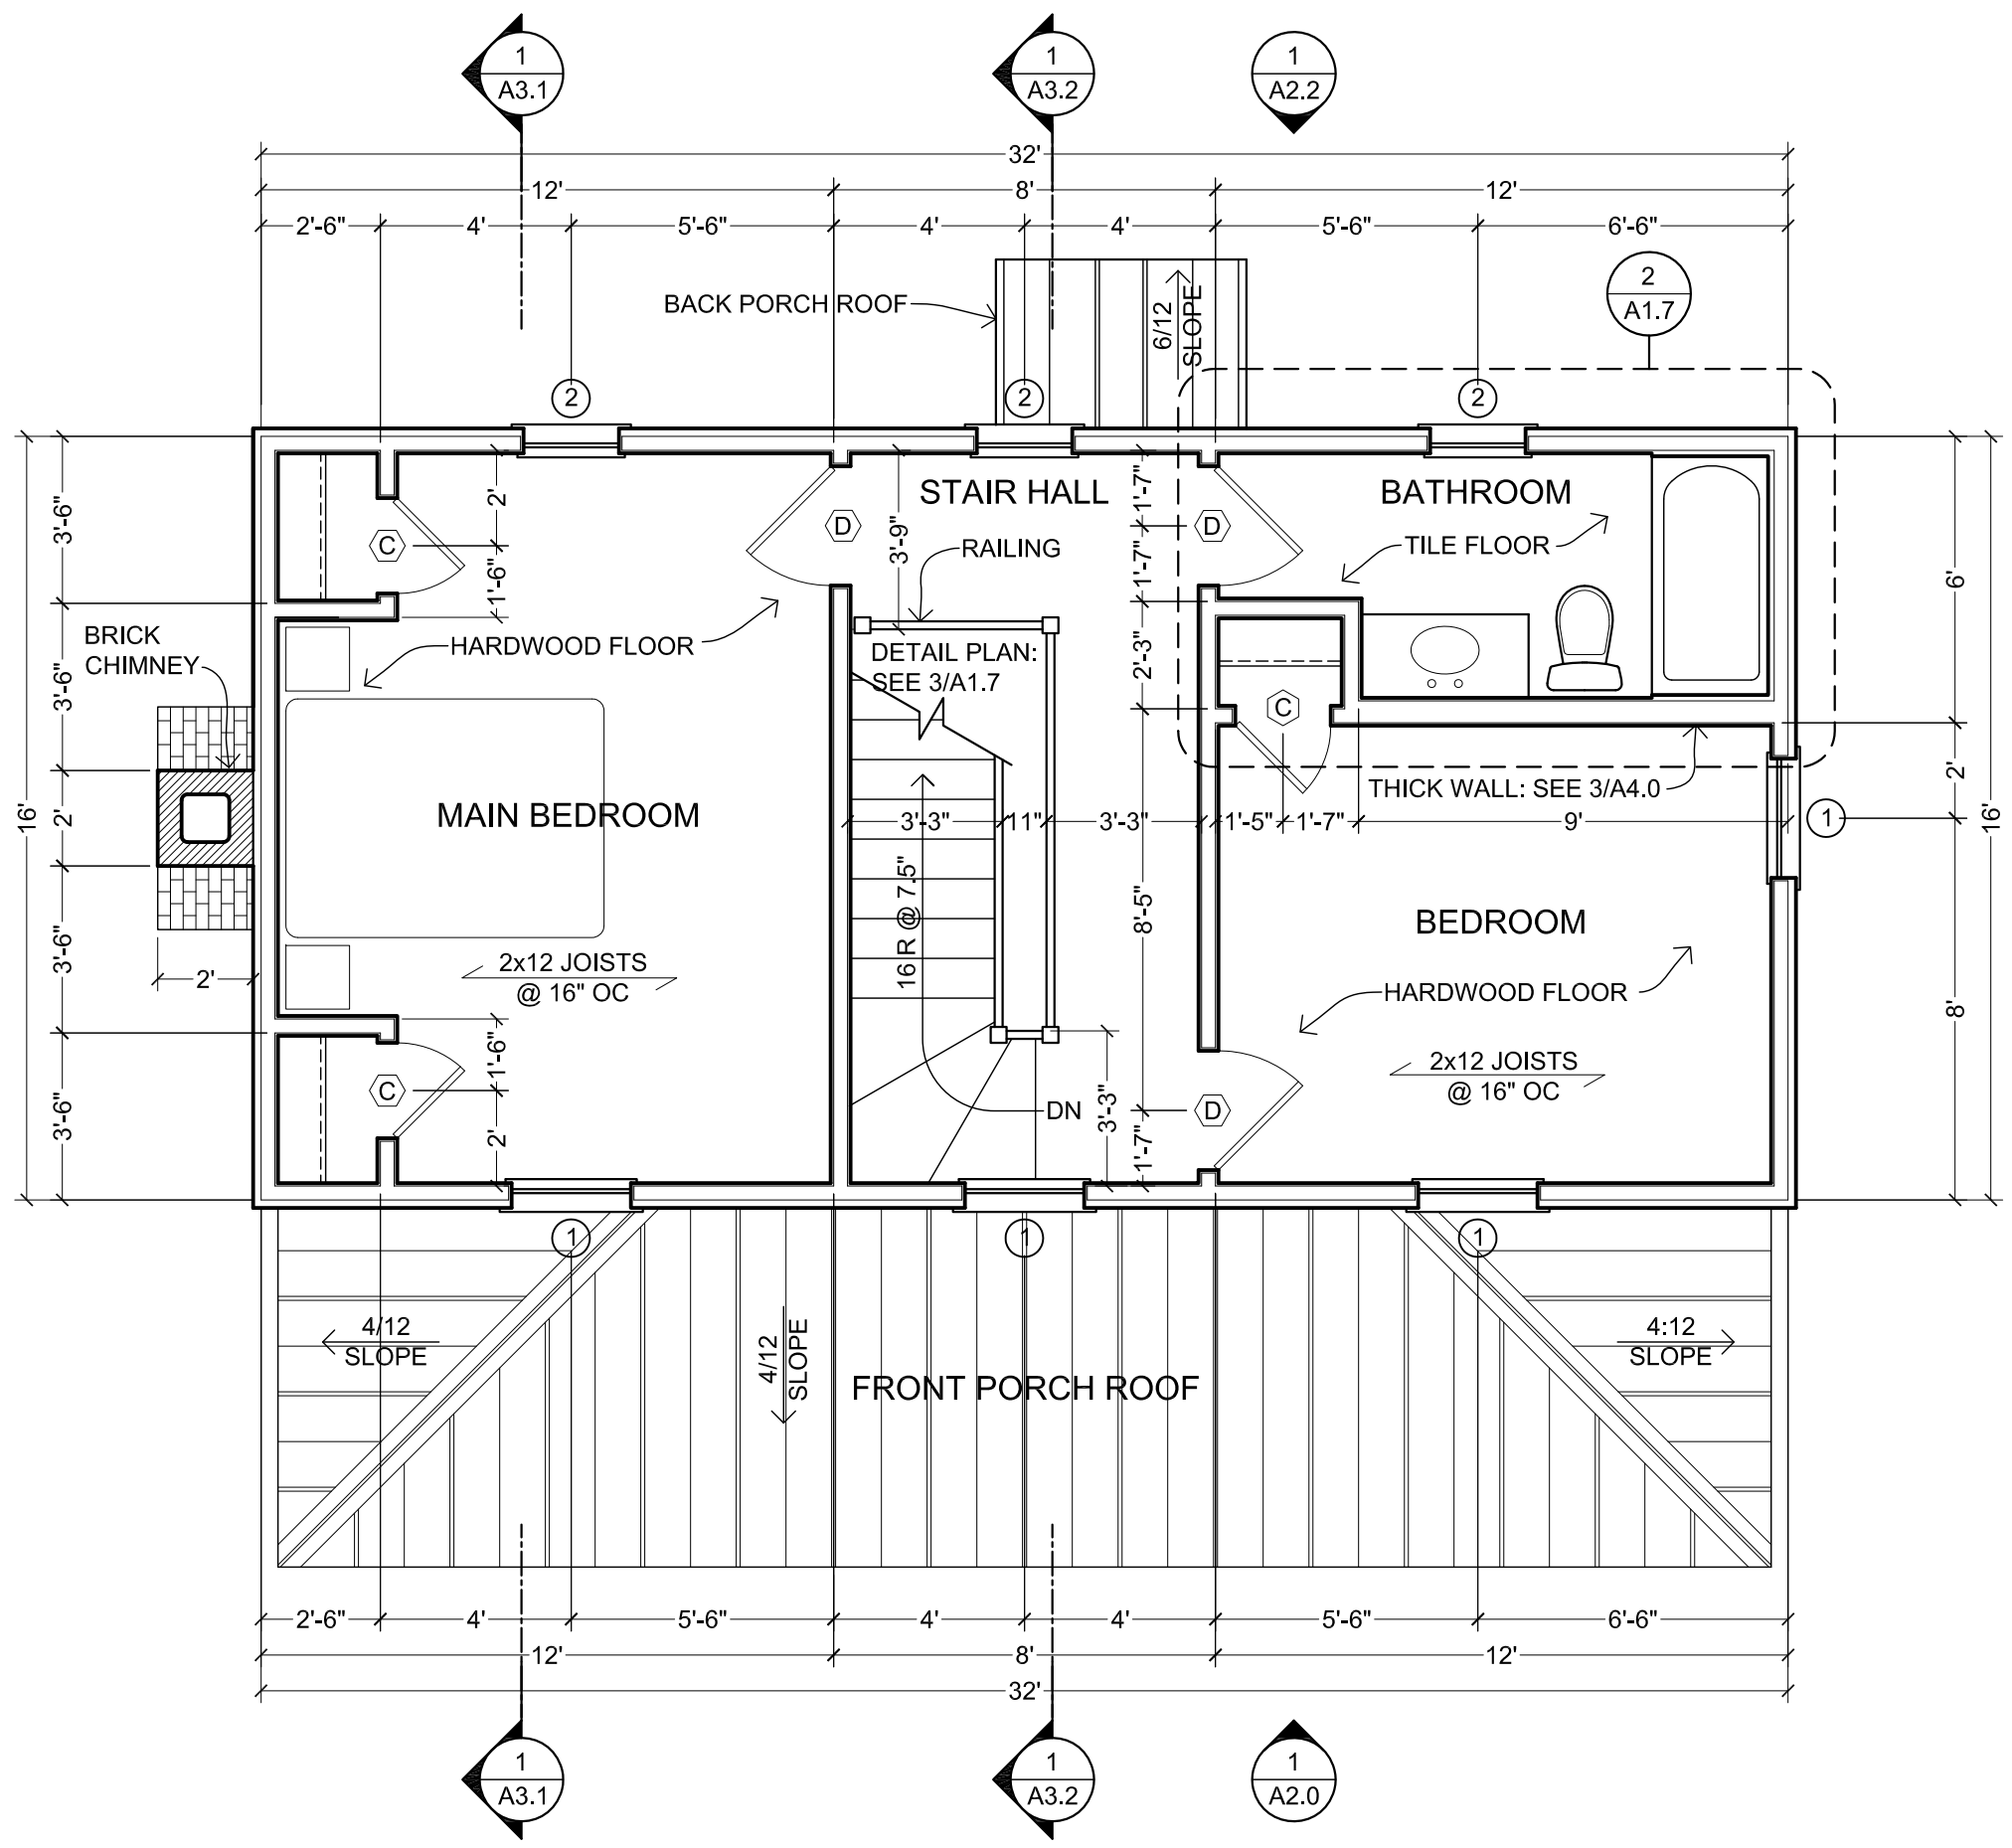 1
A3.1
1
A3.2
1
A2.2
32'
12'
8'
12'
2'-6"
4'
5'-6"
4'
4'
5'-6"
6'-6"
2
A1.7
BACK PORCH ROOF
6/12
SLOPE
2
2
2
STAIR HALL
BATHROOM
3'-6"
2'
C
1'-6"
D
3'-9"
RAILING
1'-7"
1'-7"
D
TILE FLOOR
6'
BRICK
CHIMNEY
HARDWOOD FLOOR
DETAIL PLAN:
SEE 3/A1.7
2'-3"
C
3'-6"
THICK WALL: SEE 3/A4.0
2'
16'
2'
MAIN BEDROOM
3'-3"
11"
3'-3"
1'-5"
1'-7"
9'
1
16'
16 R @ 7.5"
8'-5"
BEDROOM
3'-6"
2'
2x12 JOISTS
@ 16" OC
HARDWOOD FLOOR
8'
2x12 JOISTS
@ 16" OC
3'-6"
C
1'-6"
2'
DN
3'-3"
1'-7"
D
1
1
1
4/12
SLOPE
4/12
SLOPE
4:12
SLOPE
FRONT PORCH ROOF
2'-6"
4'
5'-6"
4'
4'
5'-6"
6'-6"
12'
8'
12'
32'
1
A3.1
1
A3.2
1
A2.0